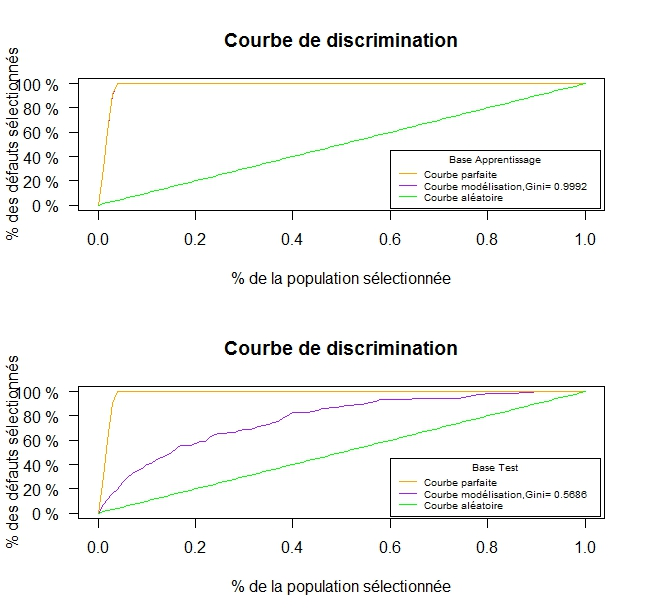 Courbe de discrimination
% des défauts sélectionnés
100 %
80 %
60 %
40 %
20 %
0 %
Base Apprentissage
Courbe parfaite
Courbe modélisation,Gini= 0.9992
Courbe aléatoire
0.0 0.2 0.4 0.6 0.8 1.0
% de la population sélectionnée
Courbe de discrimination
% des défauts sélectionnés
100 %
80 %
60 %
40 %
20 %
0 %
Base Test
Courbe parfaite
Courbe modélisation,Gini= 0.5686
Courbe aléatoire
0.0 0.2 0.4 0.6 0.8 1.0
% de la population sélectionnée